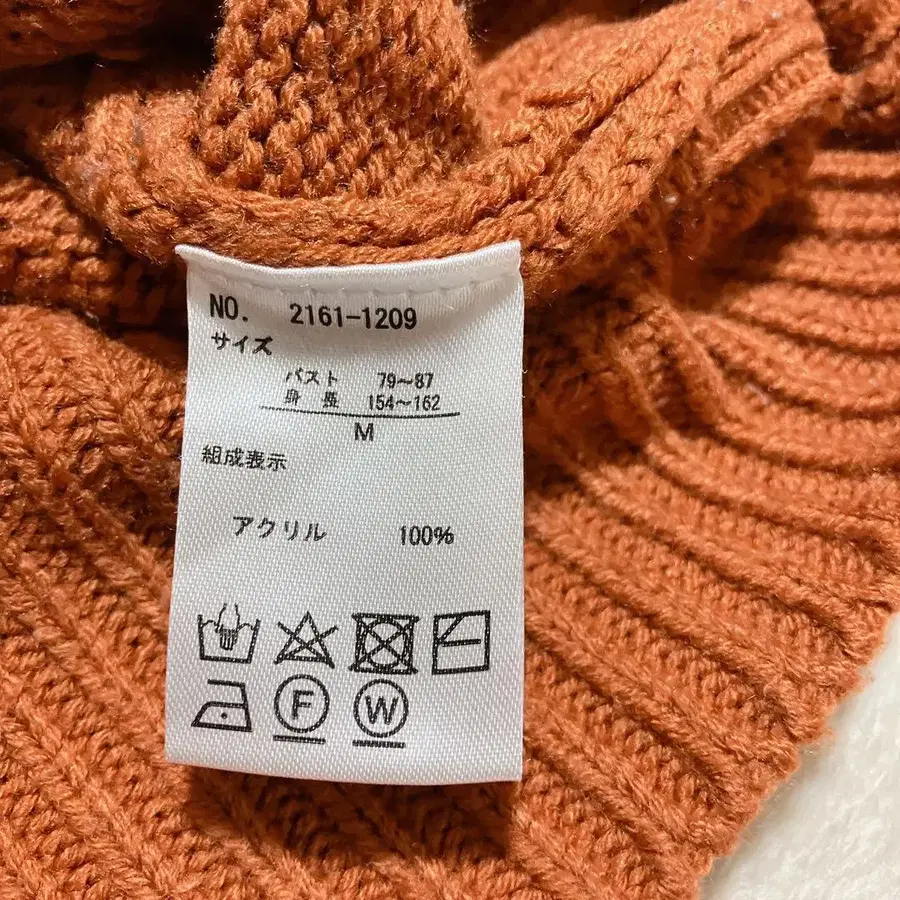 NO. 2161-1209
サイズ
バスト 79～87
身長 154～162
M
組成表示
アクリル 100%
F W